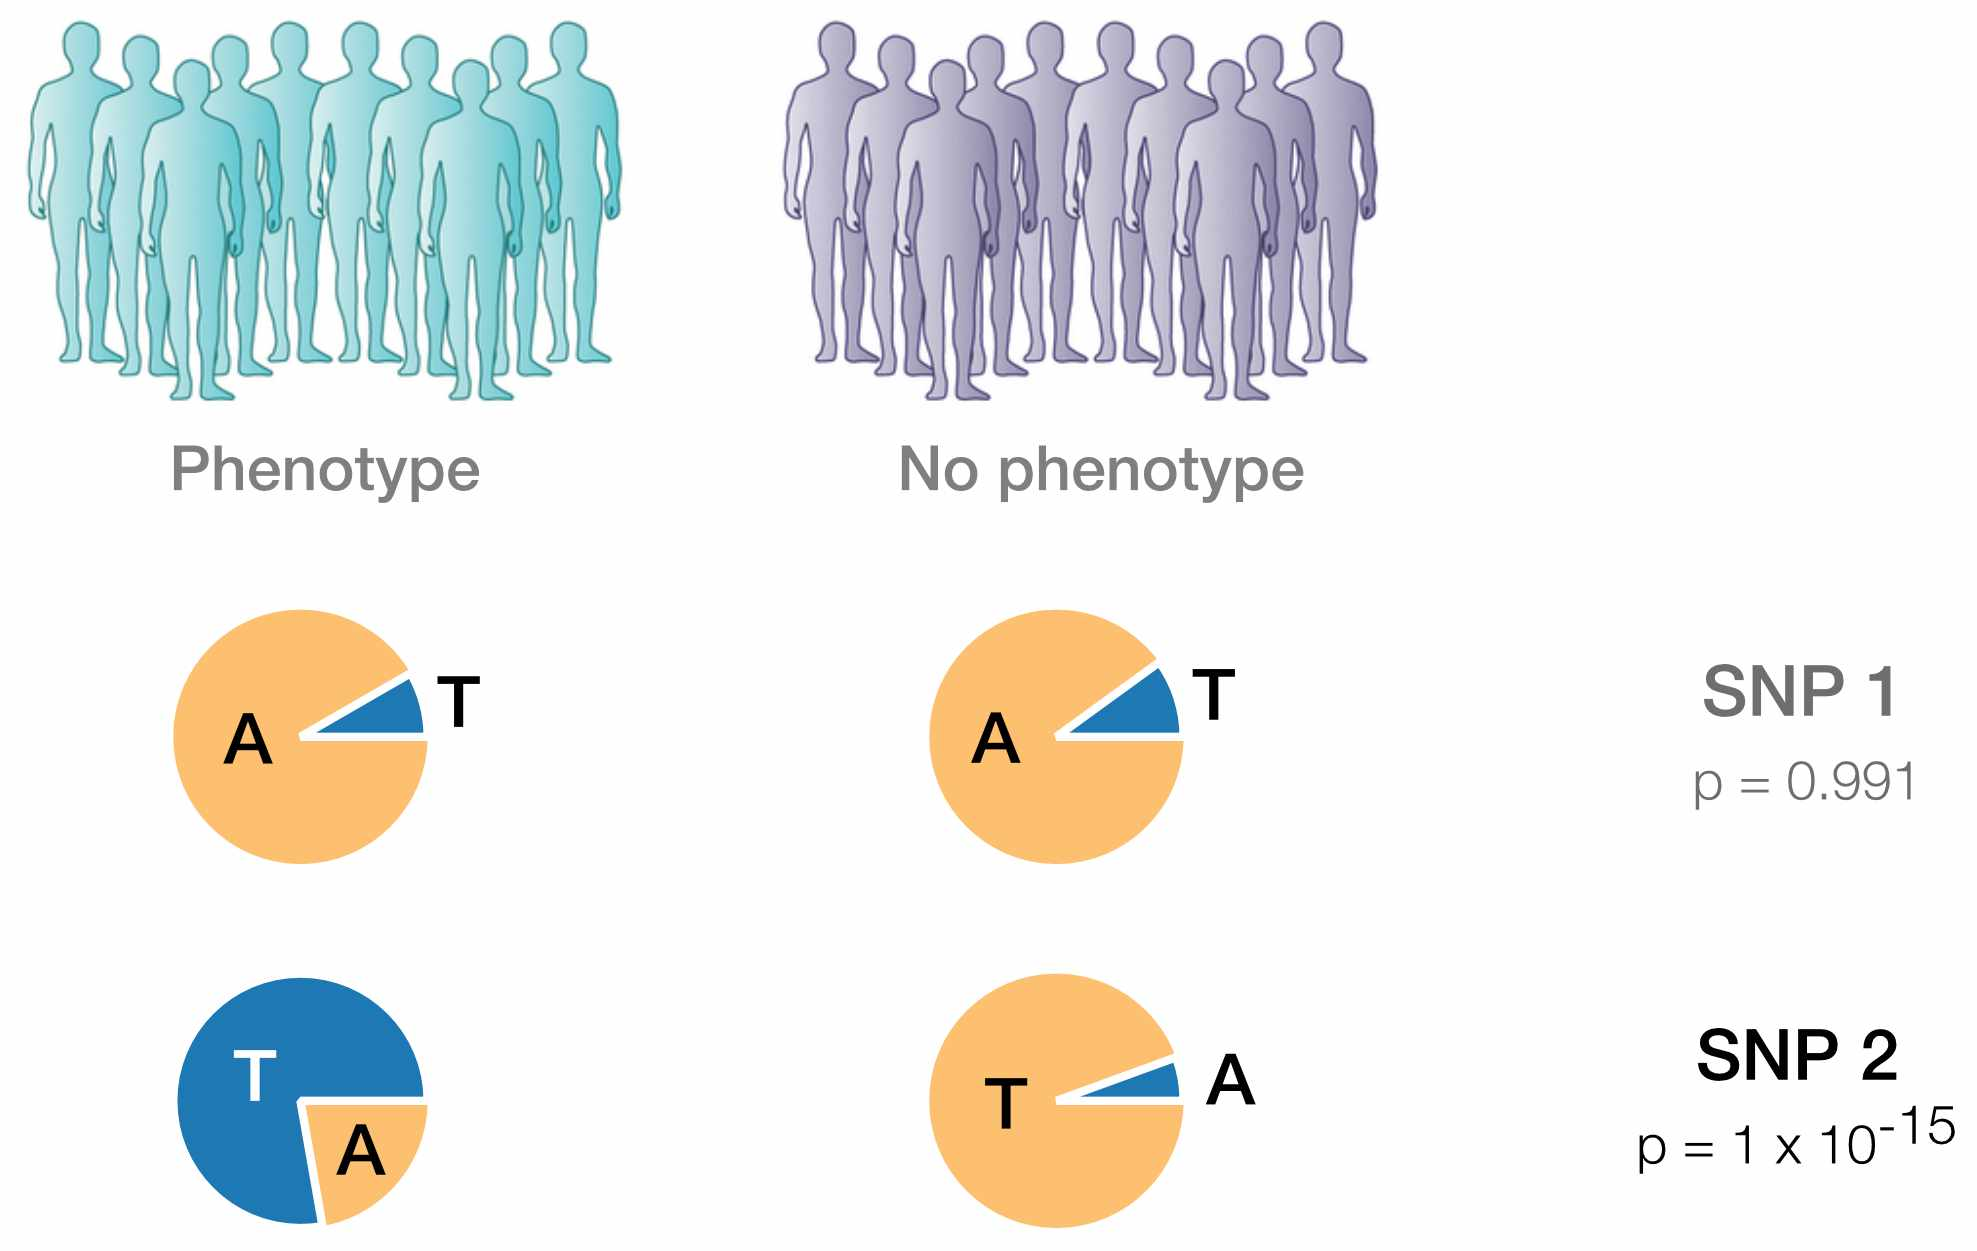 Phenotype
No phenotype
A
T
A
T
SNP 1
p = 0.991
T
A
T
A
SNP 2
p = 1 x 10⁻¹⁵